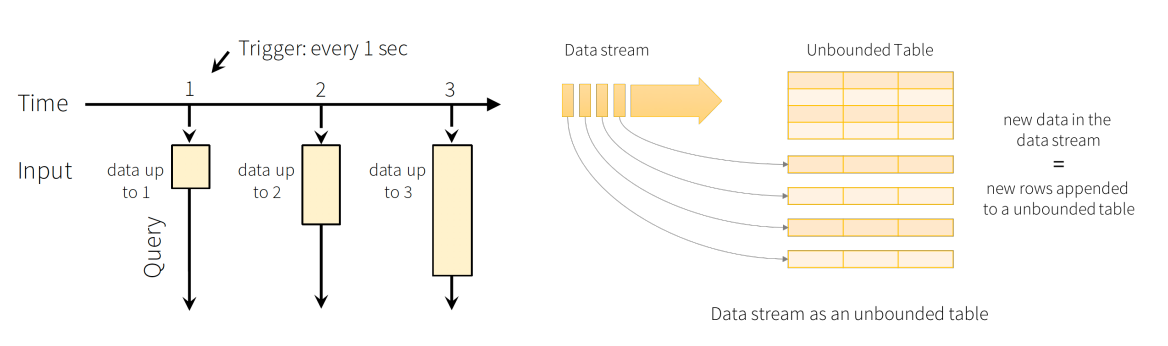 Trigger: every 1 sec
1
2
3
Time
Input
data up
to 1
data up
to 2
data up
to 3
Query
Data stream
Unbounded Table
new data in the
data stream
=
new rows appended
to a unbounded table
Data stream as an unbounded table